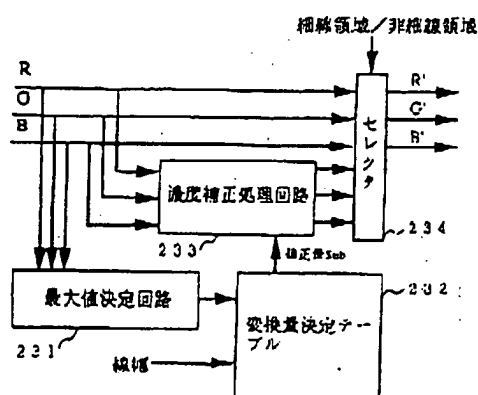 細線領域／非細線領域
R
G
B
R'
G'
B'
セレクタ
濃度補正処理回路
233
234
補正量Sub
232
最大値決定回路
変換量決定テー
ブル
231
線幅